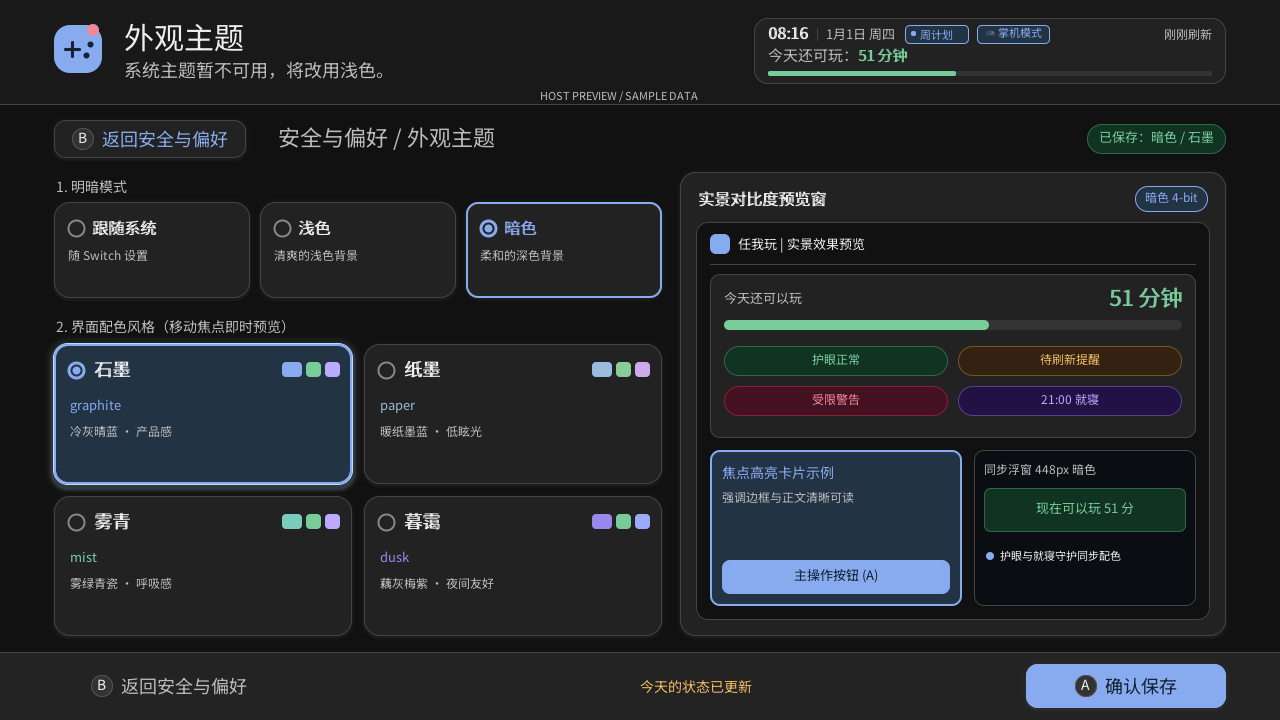 外观主题
系统主题暂不可用，将改用浅色。
08:16 | 1月1日 周四 周计划 掌机模式 刚刚刷新
今天还可以玩：51 分钟
HOST PREVIEW / SAMPLE DATA
B 返回安全与偏好 安全与偏好 / 外观主题 已保存：暗色 / 石墨
1. 明暗模式
跟随系统
随 Switch 设置
浅色
清爽的浅色背景
暗色
柔和的深色背景
2. 界面配色风格（移动焦点即时预览）
石墨
graphite
冷灰晴蓝 · 产品感
纸墨
paper
暖纸墨蓝 · 低眩光
雾青
mist
雾绿青瓷 · 呼吸感
暮霭
dusk
藕灰梅紫 · 夜间友好
实景对比度预览窗 暗色 4-bit
任我玩 | 实景效果预览
今天还可以玩 51 分钟
护眼正常 待刷新提醒
受限警告 21:00 就寝
焦点高亮卡片示例
强调边框与正文清晰可读
主操作按钮 (A)
同步浮窗 448px 暗色
现在可以玩 51 分
护眼与就寝守护同步配色
B 返回安全与偏好 今天的状态已更新 A 确认保存